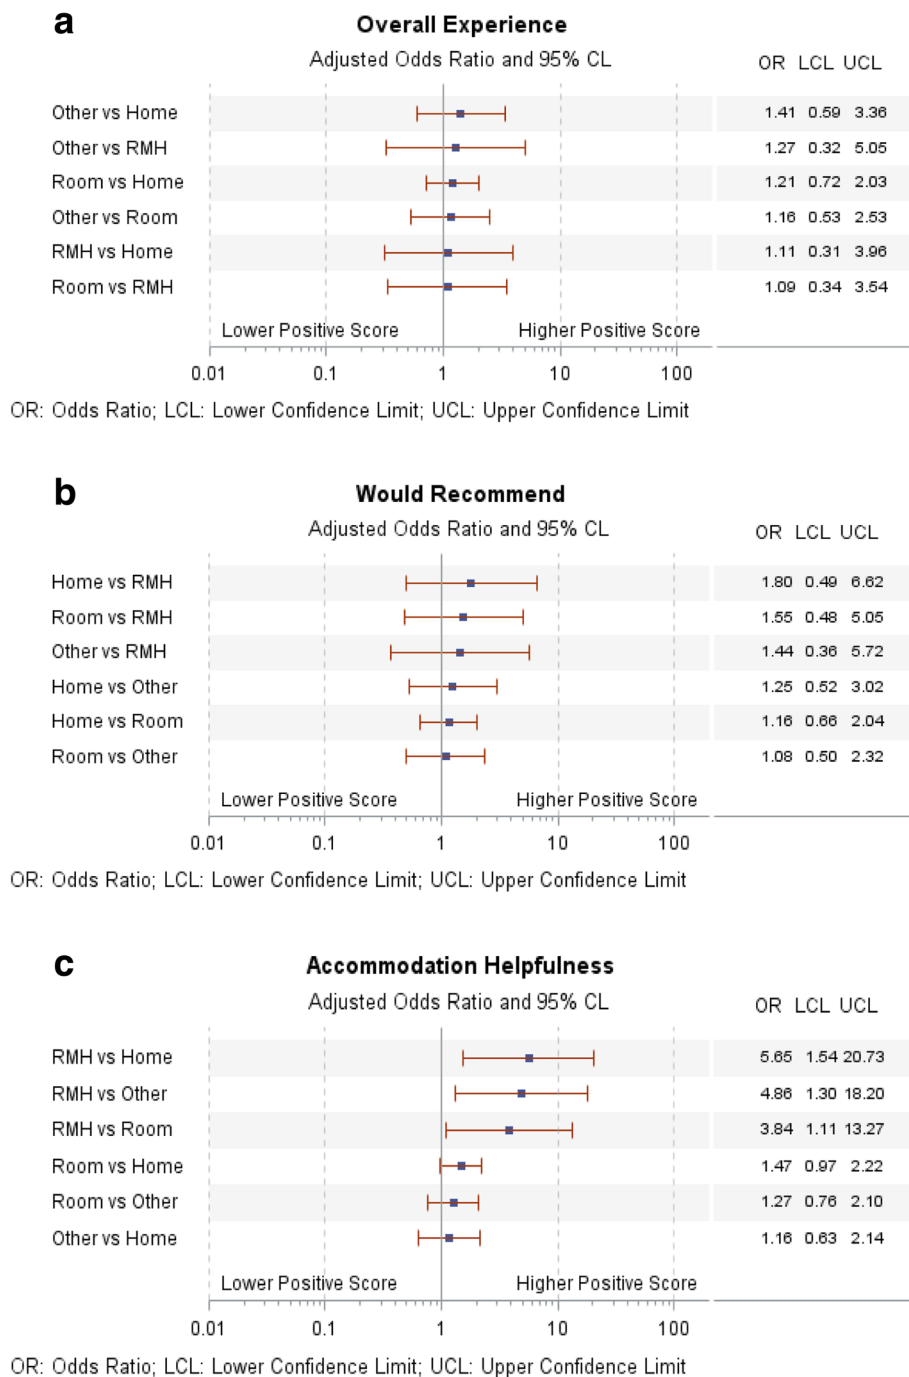 a
Overall Experience
Adjusted Odds Ratio and 95% CL
OR LCL UCL
Other vs Home 1.41 0.59 3.36
Other vs RMH 1.27 0.32 5.05
Room vs Home 1.21 0.72 2.03
Other vs Room 1.16 0.53 2.53
RMH vs Home 1.11 0.31 3.96
Room vs RMH 1.09 0.34 3.54
Lower Positive Score Higher Positive Score
0.01 0.1 1 10 100
OR: Odds Ratio; LCL: Lower Confidence Limit; UCL: Upper Confidence Limit
b
Would Recommend
Adjusted Odds Ratio and 95% CL
OR LCL UCL
Home vs RMH 1.80 0.49 6.62
Room vs RMH 1.55 0.48 5.05
Other vs RMH 1.44 0.36 5.72
Home vs Other 1.25 0.52 3.02
Home vs Room 1.16 0.66 2.04
Room vs Other 1.08 0.50 2.32
Lower Positive Score Higher Positive Score
0.01 0.1 1 10 100
OR: Odds Ratio; LCL: Lower Confidence Limit; UCL: Upper Confidence Limit
c
Accommodation Helpfulness
Adjusted Odds Ratio and 95% CL
OR LCL UCL
RMH vs Home 5.65 1.54 20.73
RMH vs Other 4.86 1.30 18.20
RMH vs Room 3.84 1.11 13.27
Room vs Home 1.47 0.97 2.22
Room vs Other 1.27 0.76 2.10
Other vs Home 1.16 0.63 2.14
Lower Positive Score Higher Positive Score
0.01 0.1 1 10 100
OR: Odds Ratio; LCL: Lower Confidence Limit; UCL: Upper Confidence Limit